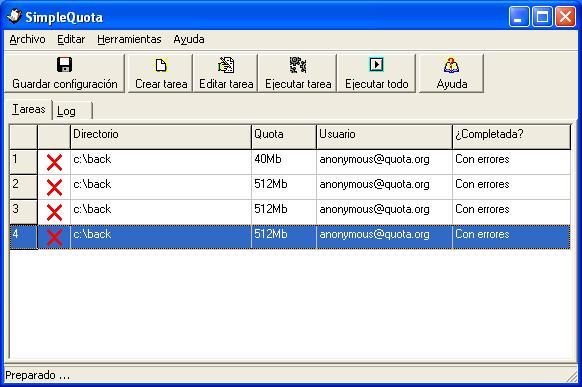 SimpleQuota
Archivo Editar Herramientas Ayuda
Guardar configuración Crear tarea Editar tarea Ejecutar tarea Ejecutar todo Ayuda
Tareas Log
Directorio Quota Usuario ¿Completada?
1 c:\back 40Mb anonymous@quota.org Con errores
2 c:\back 512Mb anonymous@quota.org Con errores
3 c:\back 512Mb anonymous@quota.org Con errores
4 c:\back 512Mb anonymous@quota.org Con errores
Preparado ...